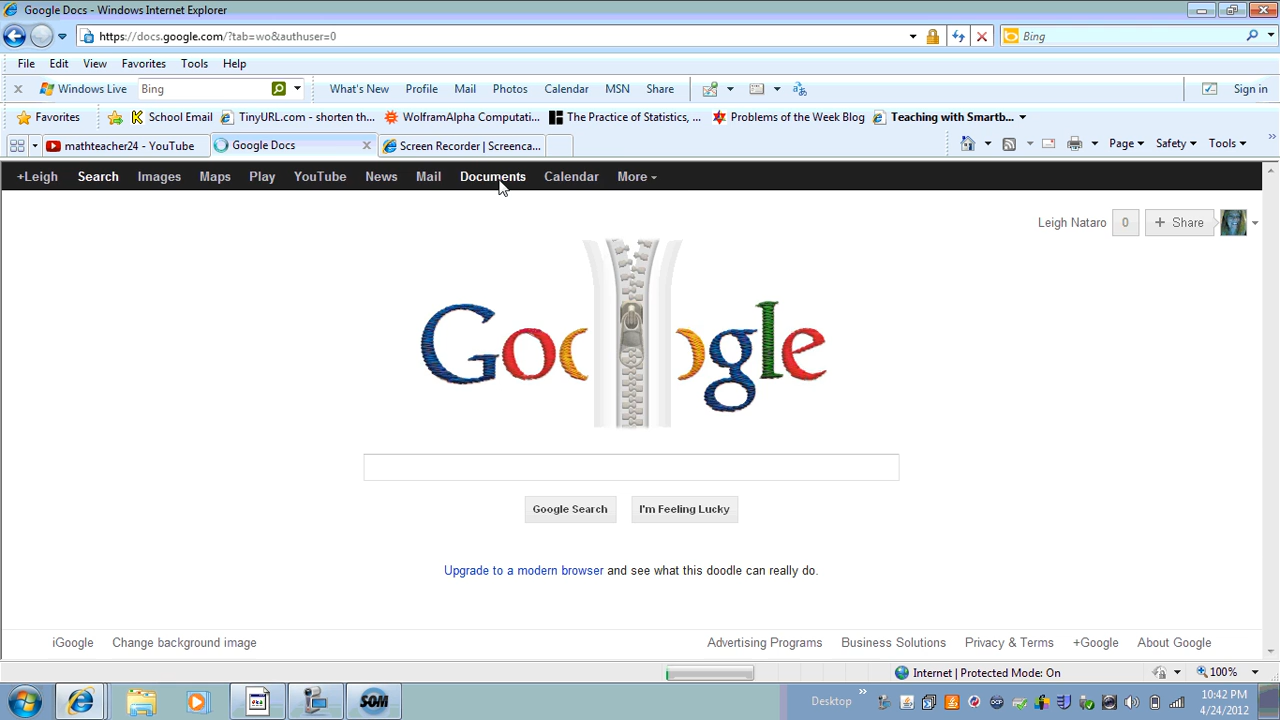 Google Docs - Windows Internet Explorer
https://docs.google.com/?tab=wo&authuser=0
Bing
File Edit View Favorites Tools Help
Windows Live Bing What's New Profile Mail Photos Calendar MSN Share Sign in
Favorites School Email TinyURL.com - shorten th... WolframAlpha Computati... The Practice of Statistics, ... Problems of the Week Blog Teaching with Smartb...
mathteacher24 - YouTube Google Docs Screen Recorder | Screenca... Page Safety Tools
+Leigh Search Images Maps Play YouTube News Mail Documents Calendar More
Leigh Nataro 0 + Share
Google
Google Search I'm Feeling Lucky
Upgrade to a modern browser and see what this doodle can really do.
iGoogle Change background image Advertising Programs Business Solutions Privacy & Terms +Google About Google
Internet | Protected Mode: On 100%
SOM Desktop 10:42 PM
4/24/2012